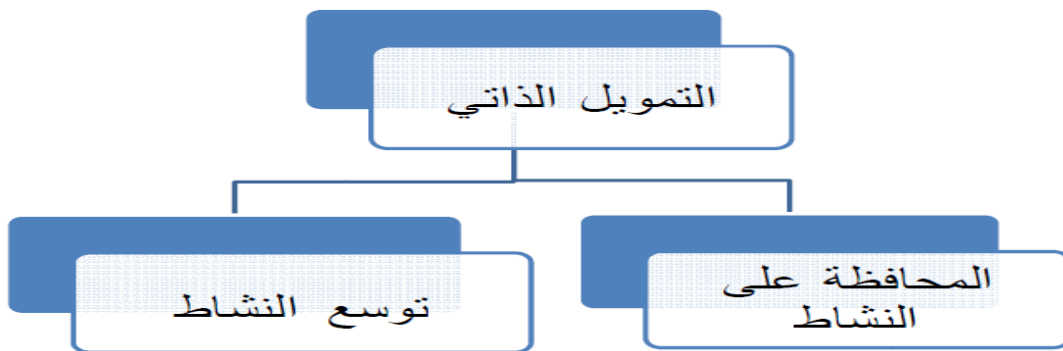 التمويل الذاتي
المحافظة على
النشاط
توسع النشاط